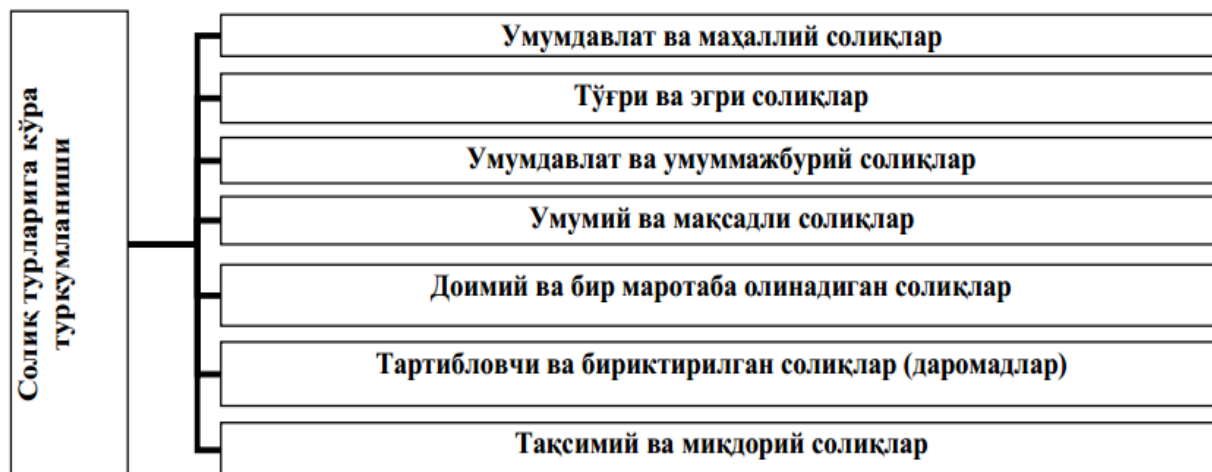 Солиқ турларига кўра
туркумланиши
Умумдавлат ва маҳаллий солиқлар
Тўғри ва эгри солиқлар
Умумдавлат ва умуммажбурий солиқлар
Умумий ва мақсадли солиқлар
Доимий ва бир маротаба олинадиган солиқлар
Тартибловчи ва бириктирилган солиқлар (даромадлар)
Тақсимий ва миқдорий солиқлар